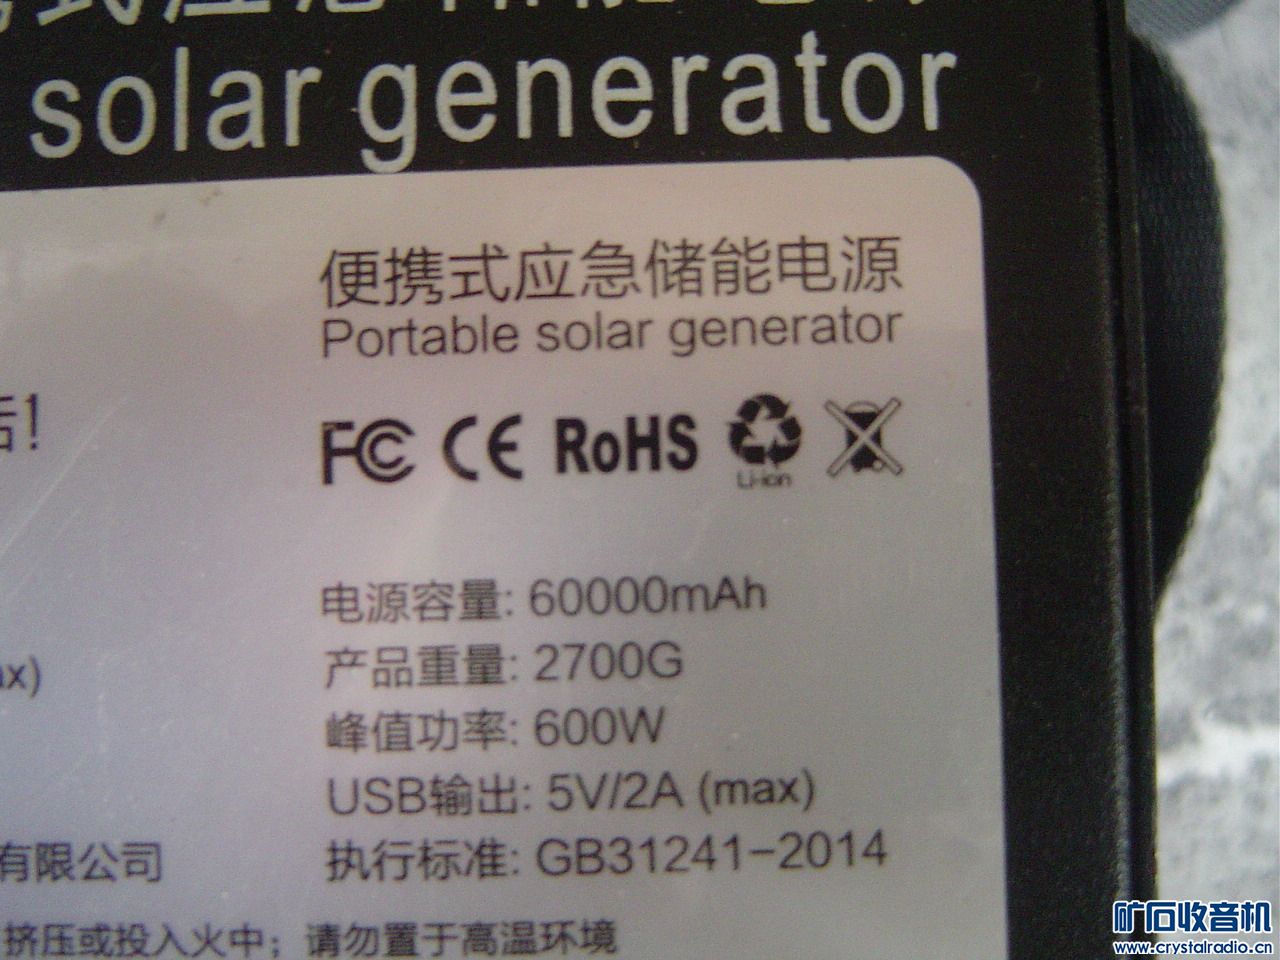 solar generator
便携式应急储能电源
Portable solar generator
!
FC CE RoHS
Li-ion
电源容量: 60000mAh
产品重量: 2700G
ax)
峰值功率: 600W
USB输出: 5V/2A (max)
有限公司
执行标准: GB31241-2014
挤压或投入火中；请勿置于高温环境
矿石收音机
www.crystalradio.cn